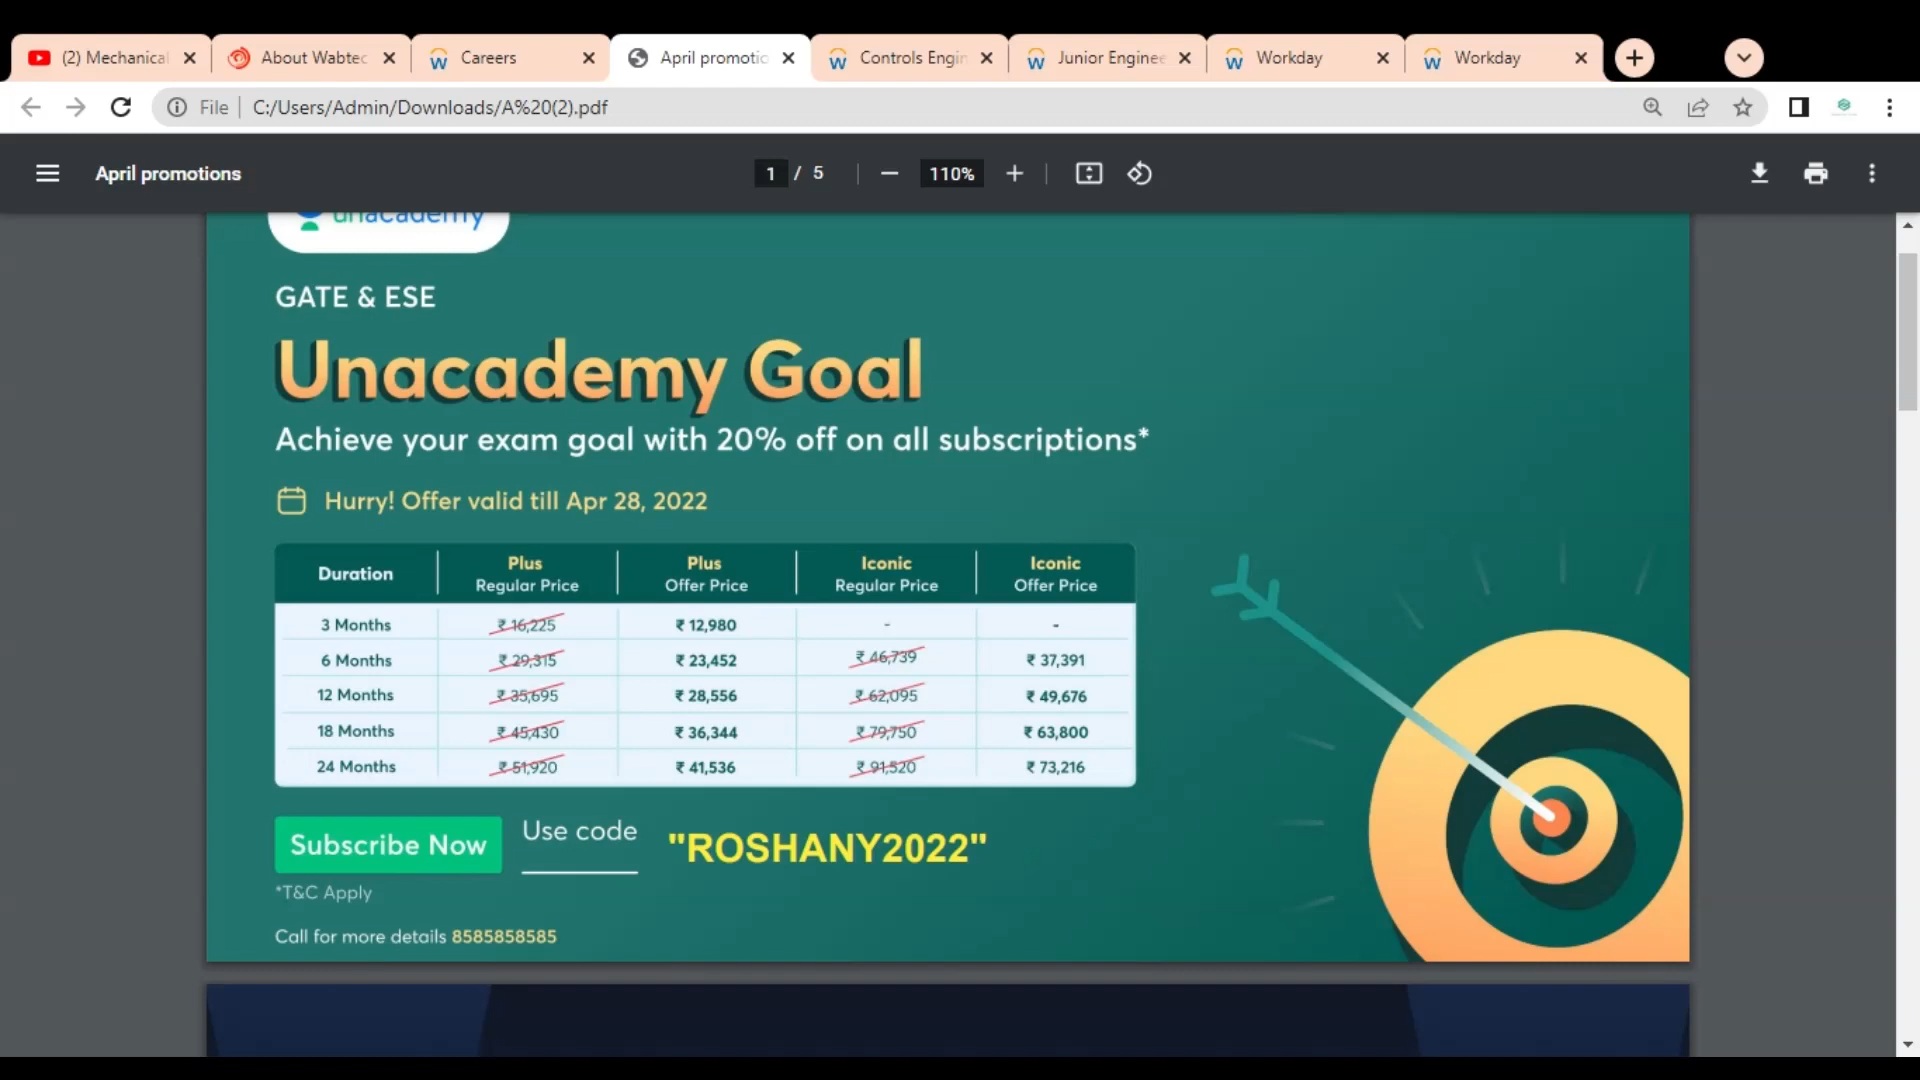 (2) Mechanical
About Wabtec
Careers
April promotio
Controls Engin
Junior Enginee
Workday
Workday
File
C:/Users/Admin/Downloads/A%20(2).pdf
April promotions
1 / 5
110%
unacademy
GATE & ESE
Unacademy Goal
Achieve your exam goal with 20% off on all subscriptions*
Hurry! Offer valid till Apr 28, 2022
Duration Plus Regular Price Plus Offer Price Iconic Regular Price Iconic Offer Price
3 Months ₹ 16,225 ₹ 12,980 - -
6 Months ₹ 29,315 ₹ 23,452 ₹ 46,739 ₹ 37,391
12 Months ₹ 35,695 ₹ 28,556 ₹ 62,095 ₹ 49,676
18 Months ₹ 45,430 ₹ 36,344 ₹ 79,750 ₹ 63,800
24 Months ₹ 51,920 ₹ 41,536 ₹ 91,520 ₹ 73,216
Subscribe Now Use code "ROSHANY2022"
*T&C Apply
Call for more details 8585858585